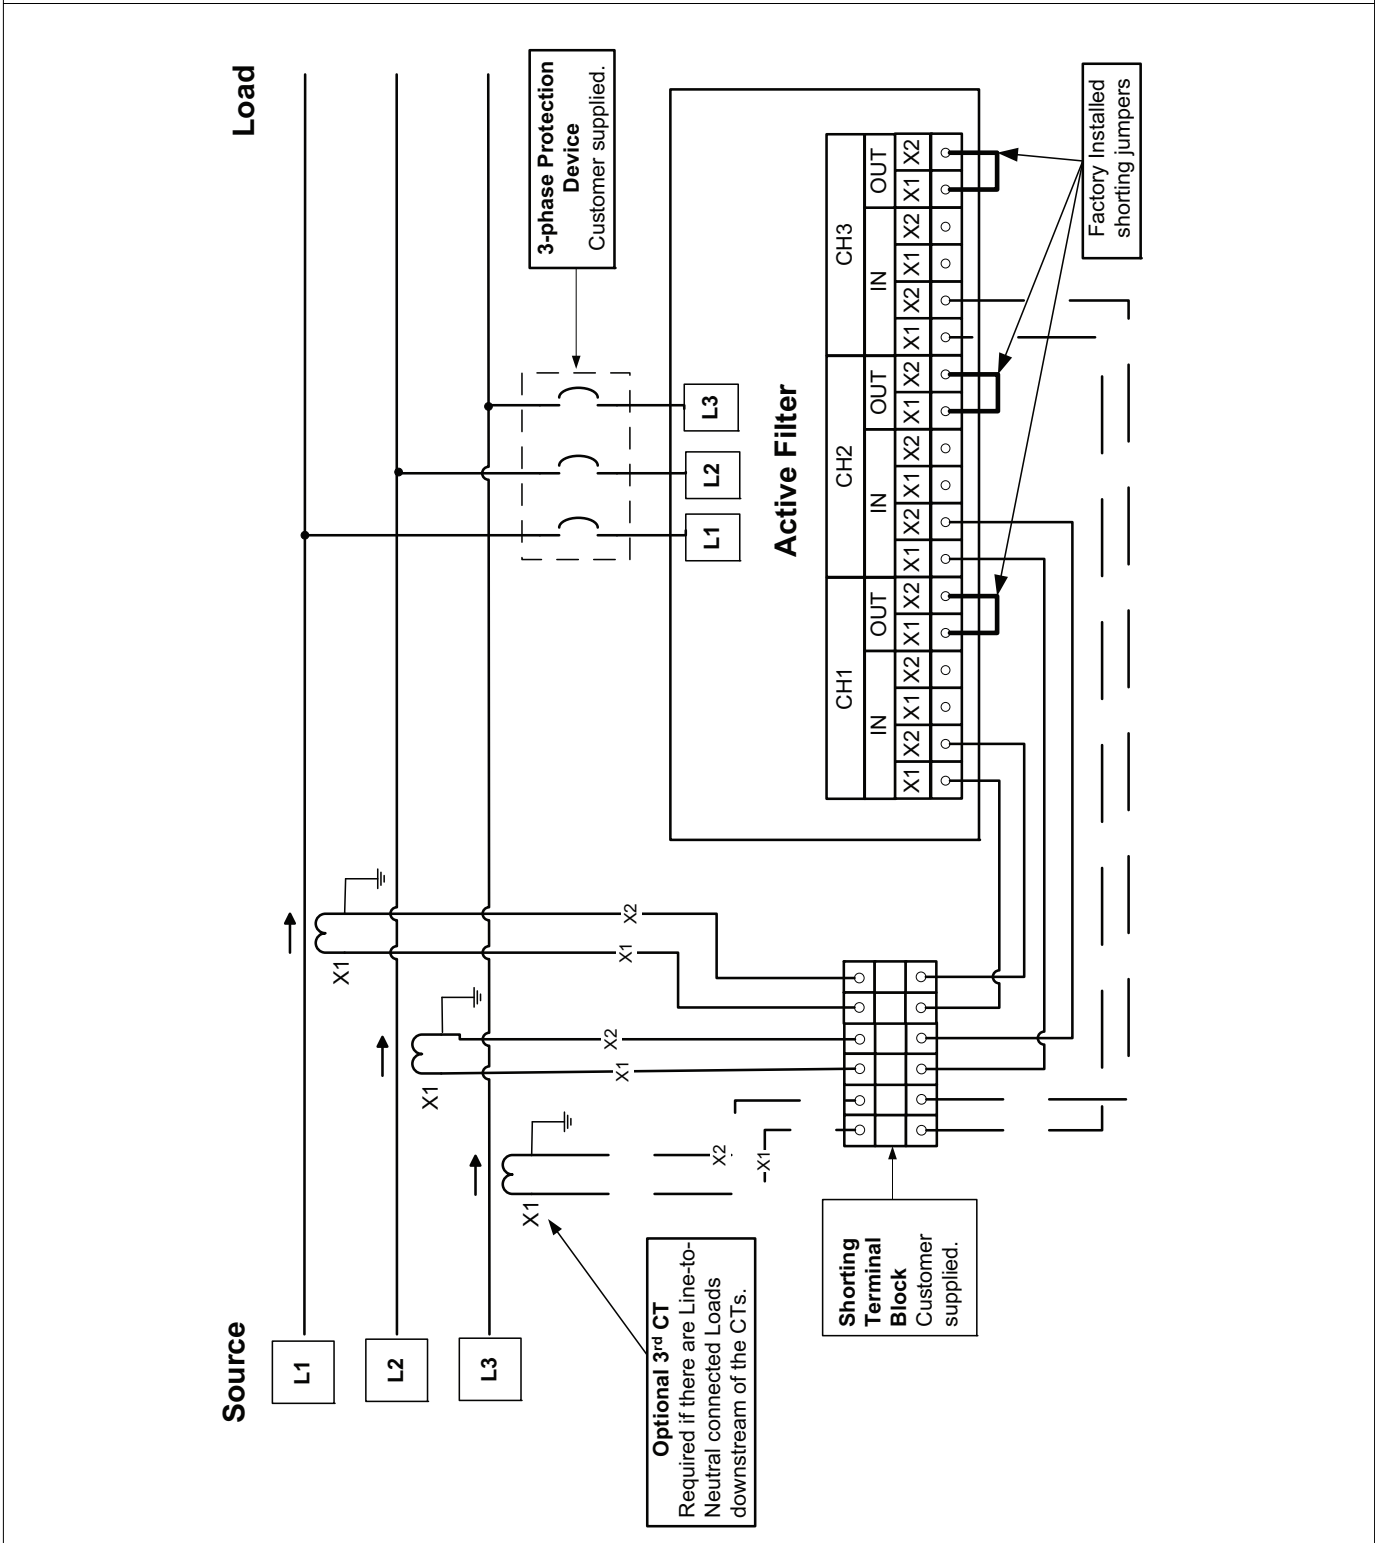 Source
Load
L1
L2
L3
X1
X1
X1
X2
X1
X2
X1
X2
X1
3-phase Protection
Device
Customer supplied.
Optional 3rd CT
Required if there are Line-to-
Neutral connected Loads
downstream of the CTs.
Shorting
Terminal
Block
Customer
supplied.
L1
L2
L3
Active Filter
CH1
CH2
CH3
IN
OUT
IN
OUT
IN
OUT
X1 X2 X1 X2 X1 X2 X1 X2 X1 X2 X1 X2 X1 X2 X1 X2 X1 X2
Factory Installed
shorting jumpers